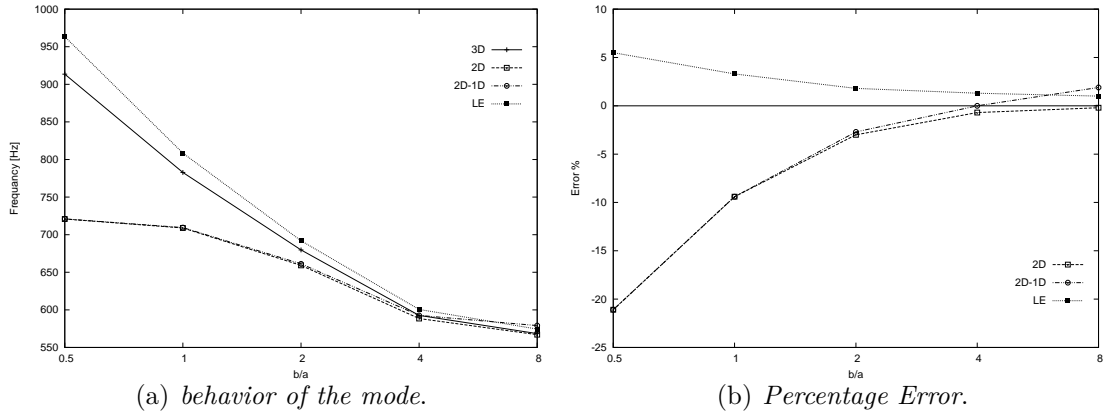 1000
950
900
850
800
750
700
650
600
550
Frequancy [Hz]
0.5 1 2 4 8
b/a
3D
2D
2D-1D
LE
(a) behavior of the mode.
10
5
0
-5
-10
-15
-20
-25
Error %
0.5 1 2 4 8
b/a
2D
2D-1D
LE
(b) Percentage Error.